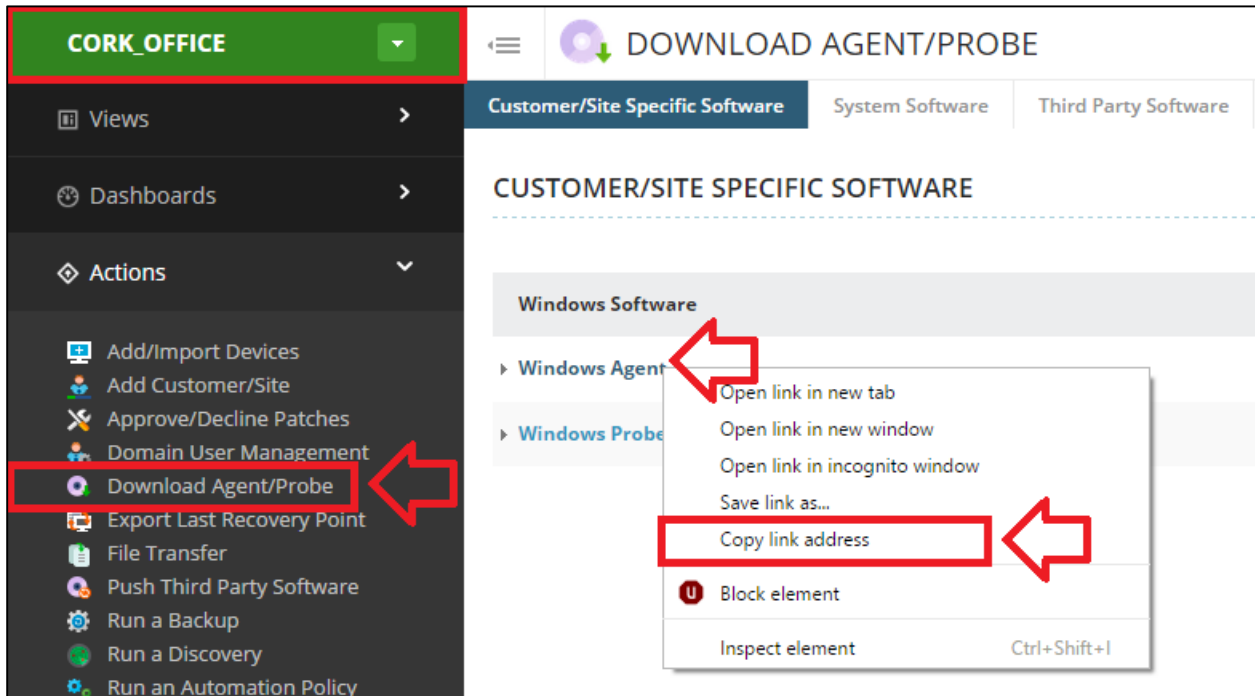 CORK_OFFICE
Views
Dashboards
Actions
Add/Import Devices
Add Customer/Site
Approve/Decline Patches
Domain User Management
Download Agent/Probe
Export Last Recovery Point
File Transfer
Push Third Party Software
Run a Backup
Run a Discovery
Run an Automation Policy
DOWNLOAD AGENT/PROBE
Customer/Site Specific Software
System Software
Third Party Software
CUSTOMER/SITE SPECIFIC SOFTWARE
Windows Software
Windows Agent
Windows Probe
Open link in new tab
Open link in new window
Open link in incognito window
Save link as...
Copy link address
Block element
Inspect element Ctrl+Shift+I